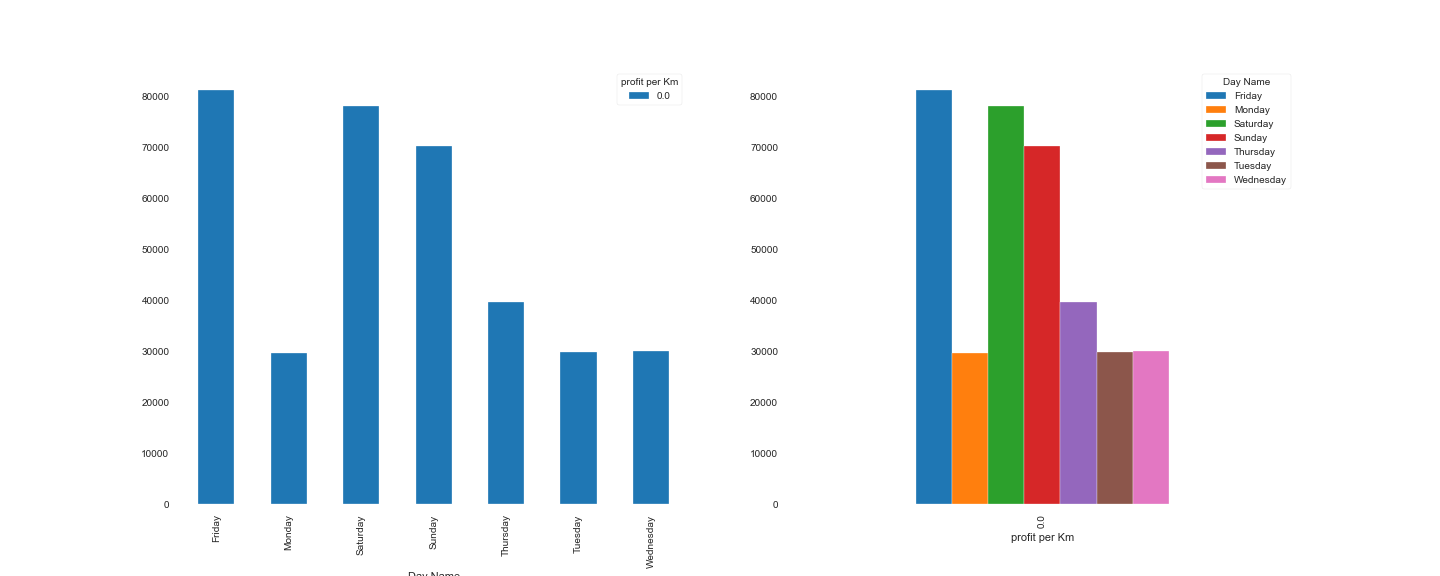 profit per Km
0.0
80000
70000
60000
50000
40000
30000
20000
10000
0
Friday
Monday
Saturday
Sunday
Thursday
Tuesday
Wednesday
Day Name
Day Name
Friday
Monday
Saturday
Sunday
Thursday
Tuesday
Wednesday
80000
70000
60000
50000
40000
30000
20000
10000
0
0.0
profit per Km